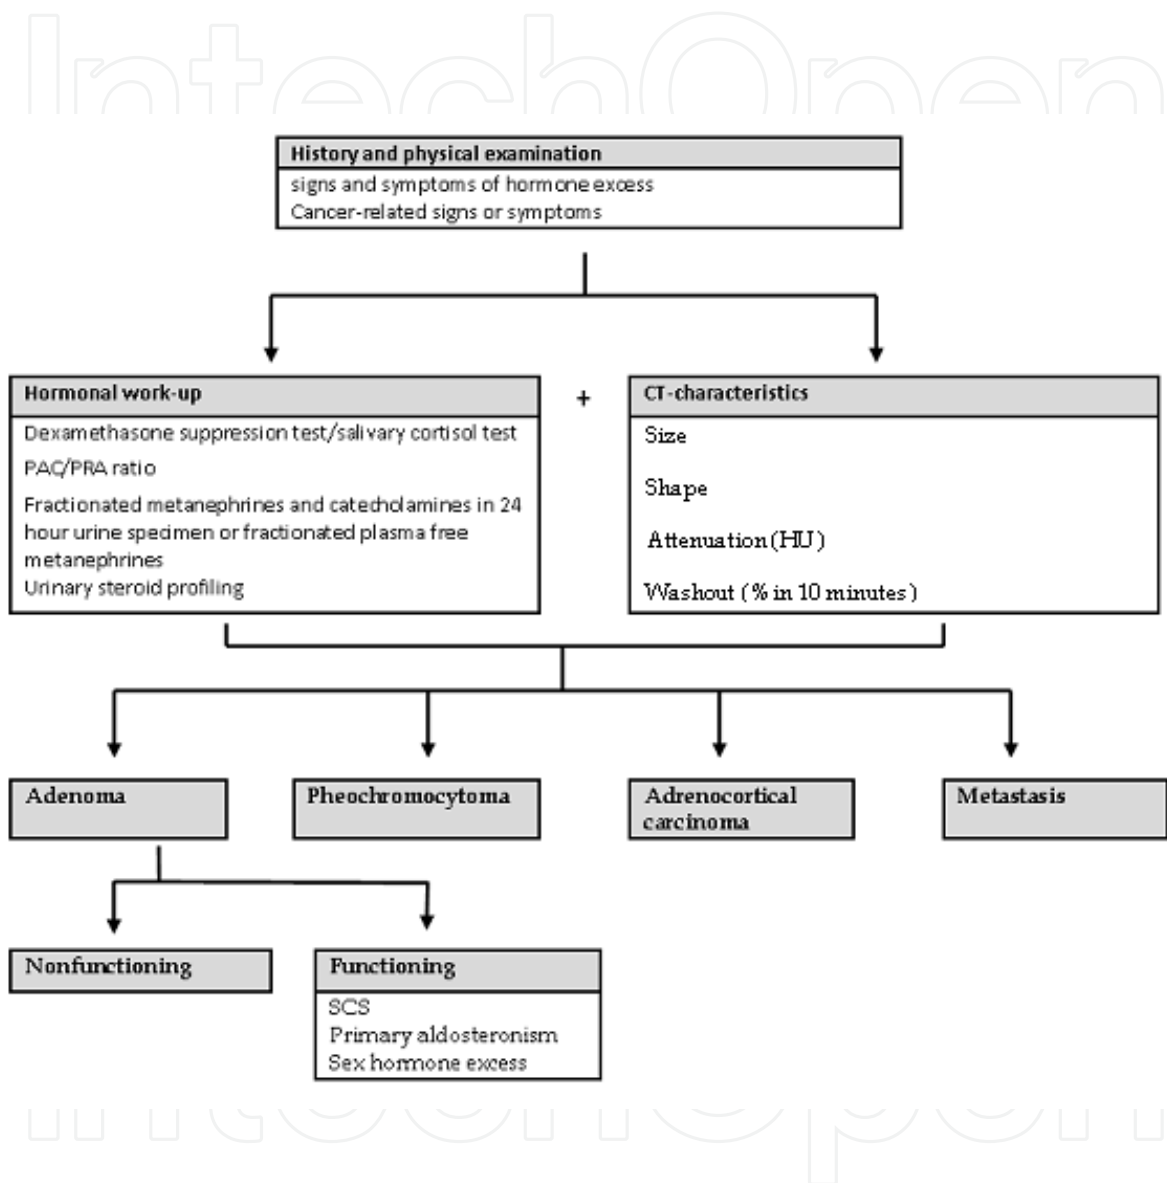 IntechOpen
History and physical examination
signs and symptoms of hormone excess
Cancer-related signs or symptoms
Hormonal work-up
Dexamethasone suppression test/salivary cortisol test
PAC/PRA ratio
Fractionated metanephrines and catecholamines in 24
hour urine specimen or fractionated plasma free
metanephrines
Urinary steroid profiling
+
CT-characteristics
Size
Shape
Attenuation (HU)
Washout ( % in 10 minutes )
Adenoma
Pheochromocytoma
Adrenocortical
carcinoma
Metastasis
Nonfunctioning
Functioning
SCS
Primary aldosteronism
Sex hormone excess
IntechOpen